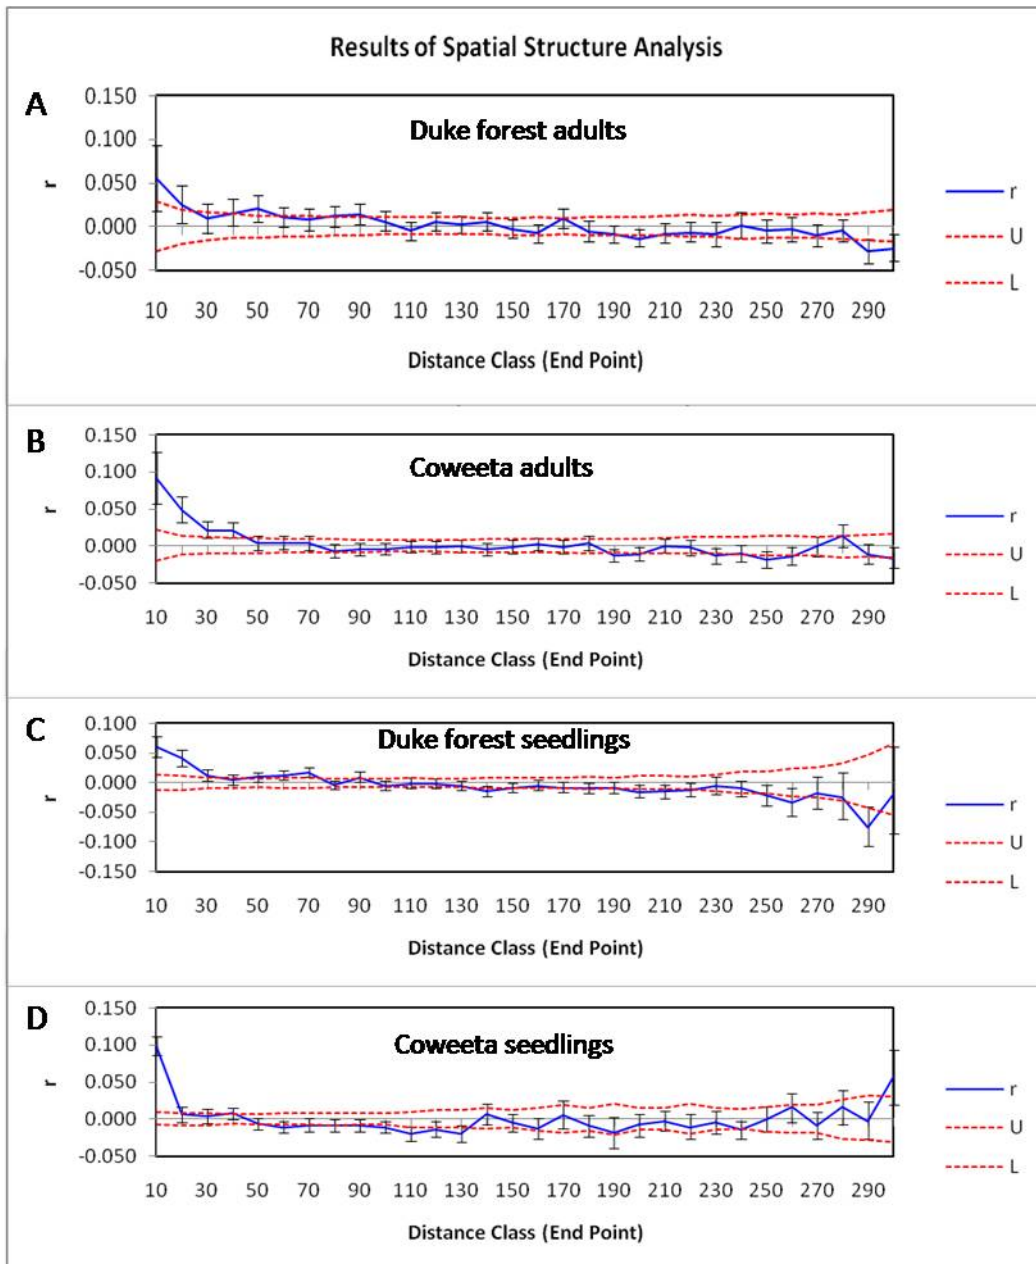 Results of Spatial Structure Analysis
A
Duke forest adults
0.150
0.100
0.050
0.000
-0.050
r
10 30 50 70 90 110 130 150 170 190 210 230 250 270 290
Distance Class (End Point)
r
U
L
B
Coweeta adults
0.150
0.100
0.050
0.000
-0.050
r
10 30 50 70 90 110 130 150 170 190 210 230 250 270 290
Distance Class (End Point)
r
U
L
C
Duke forest seedlings
0.100
0.050
0.000
-0.050
-0.100
-0.150
r
10 30 50 70 90 110 130 150 170 190 210 230 250 270 290
Distance Class (End Point)
r
U
L
D
Coweeta seedlings
0.150
0.100
0.050
0.000
-0.050
r
10 30 50 70 90 110 130 150 170 190 210 230 250 270 290
Distance Class (End Point)
r
U
L